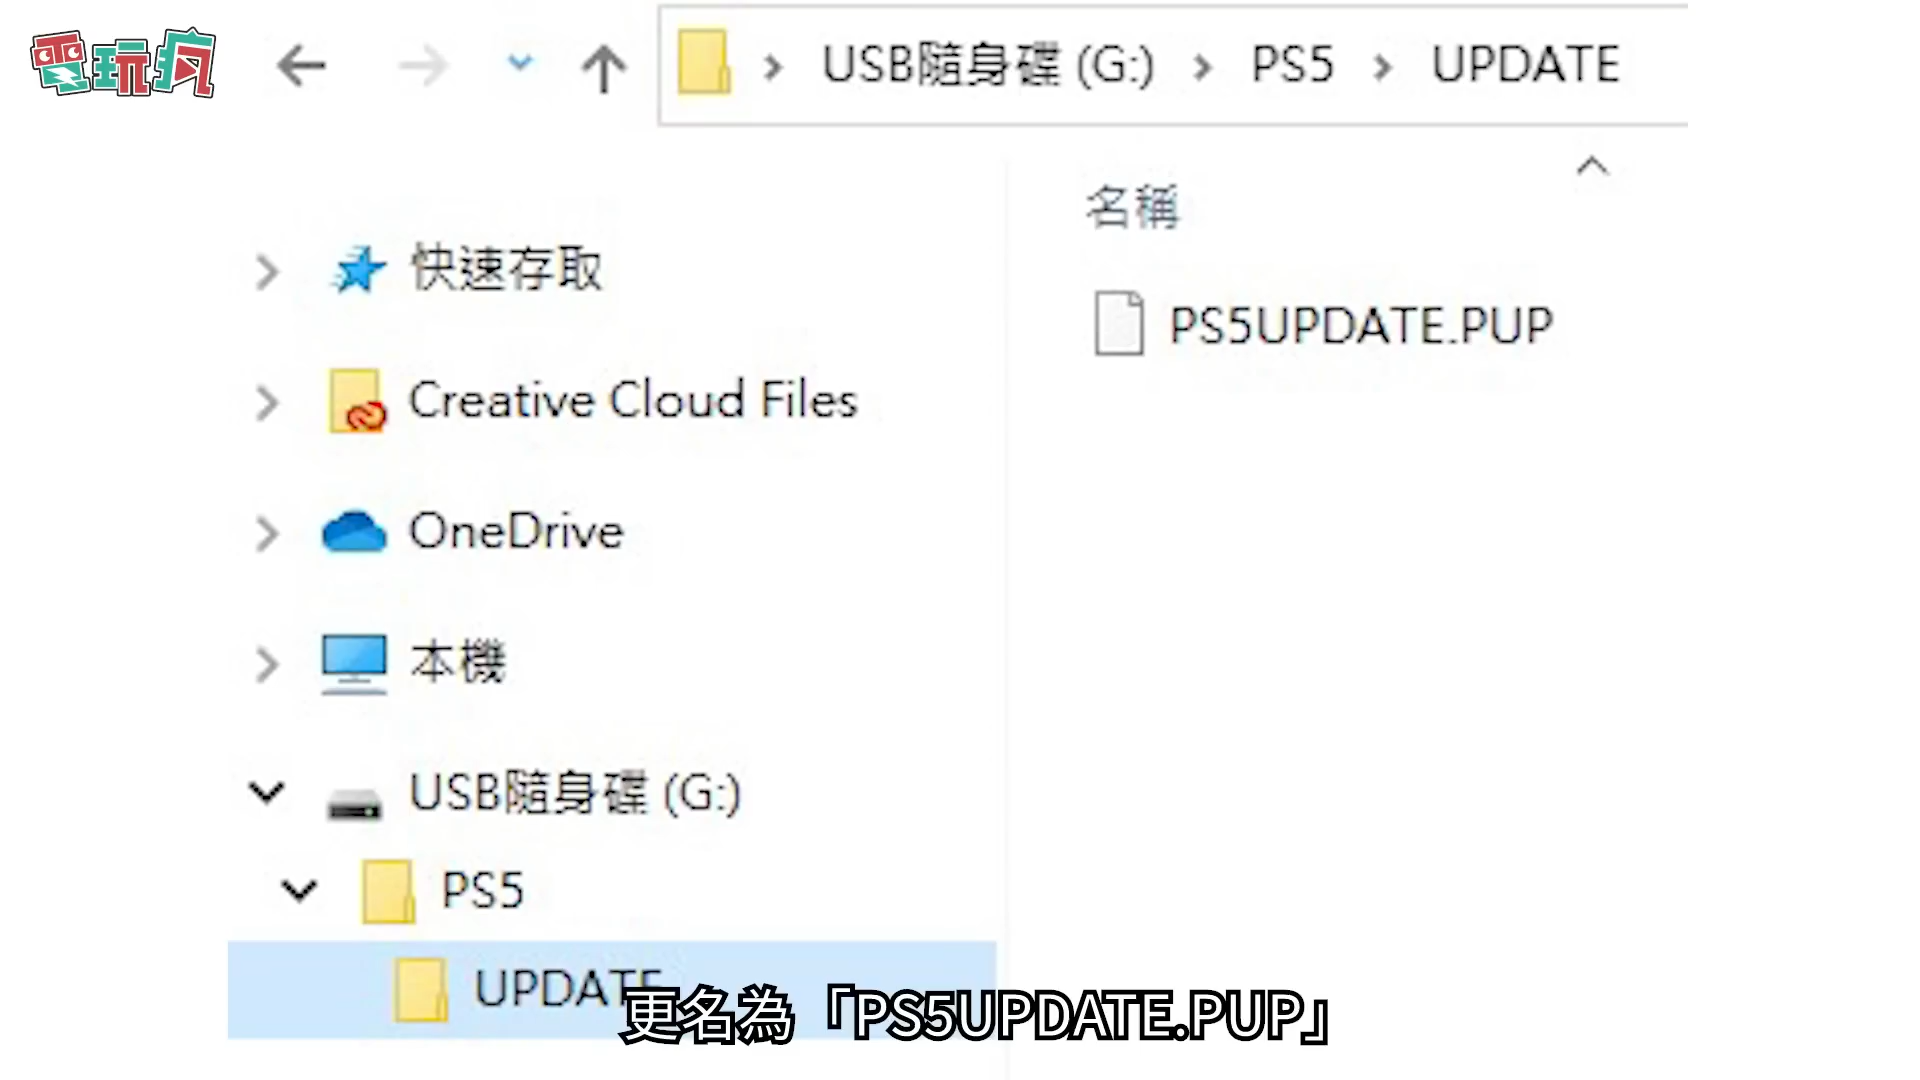 電玩瘋
USB隨身碟 (G:) > PS5 > UPDATE
名稱
PS5UPDATE.PUP
快速存取
Creative Cloud Files
OneDrive
本機
USB隨身碟 (G:)
PS5
UPDATE
更名為「PS5UPDATE.PUP」